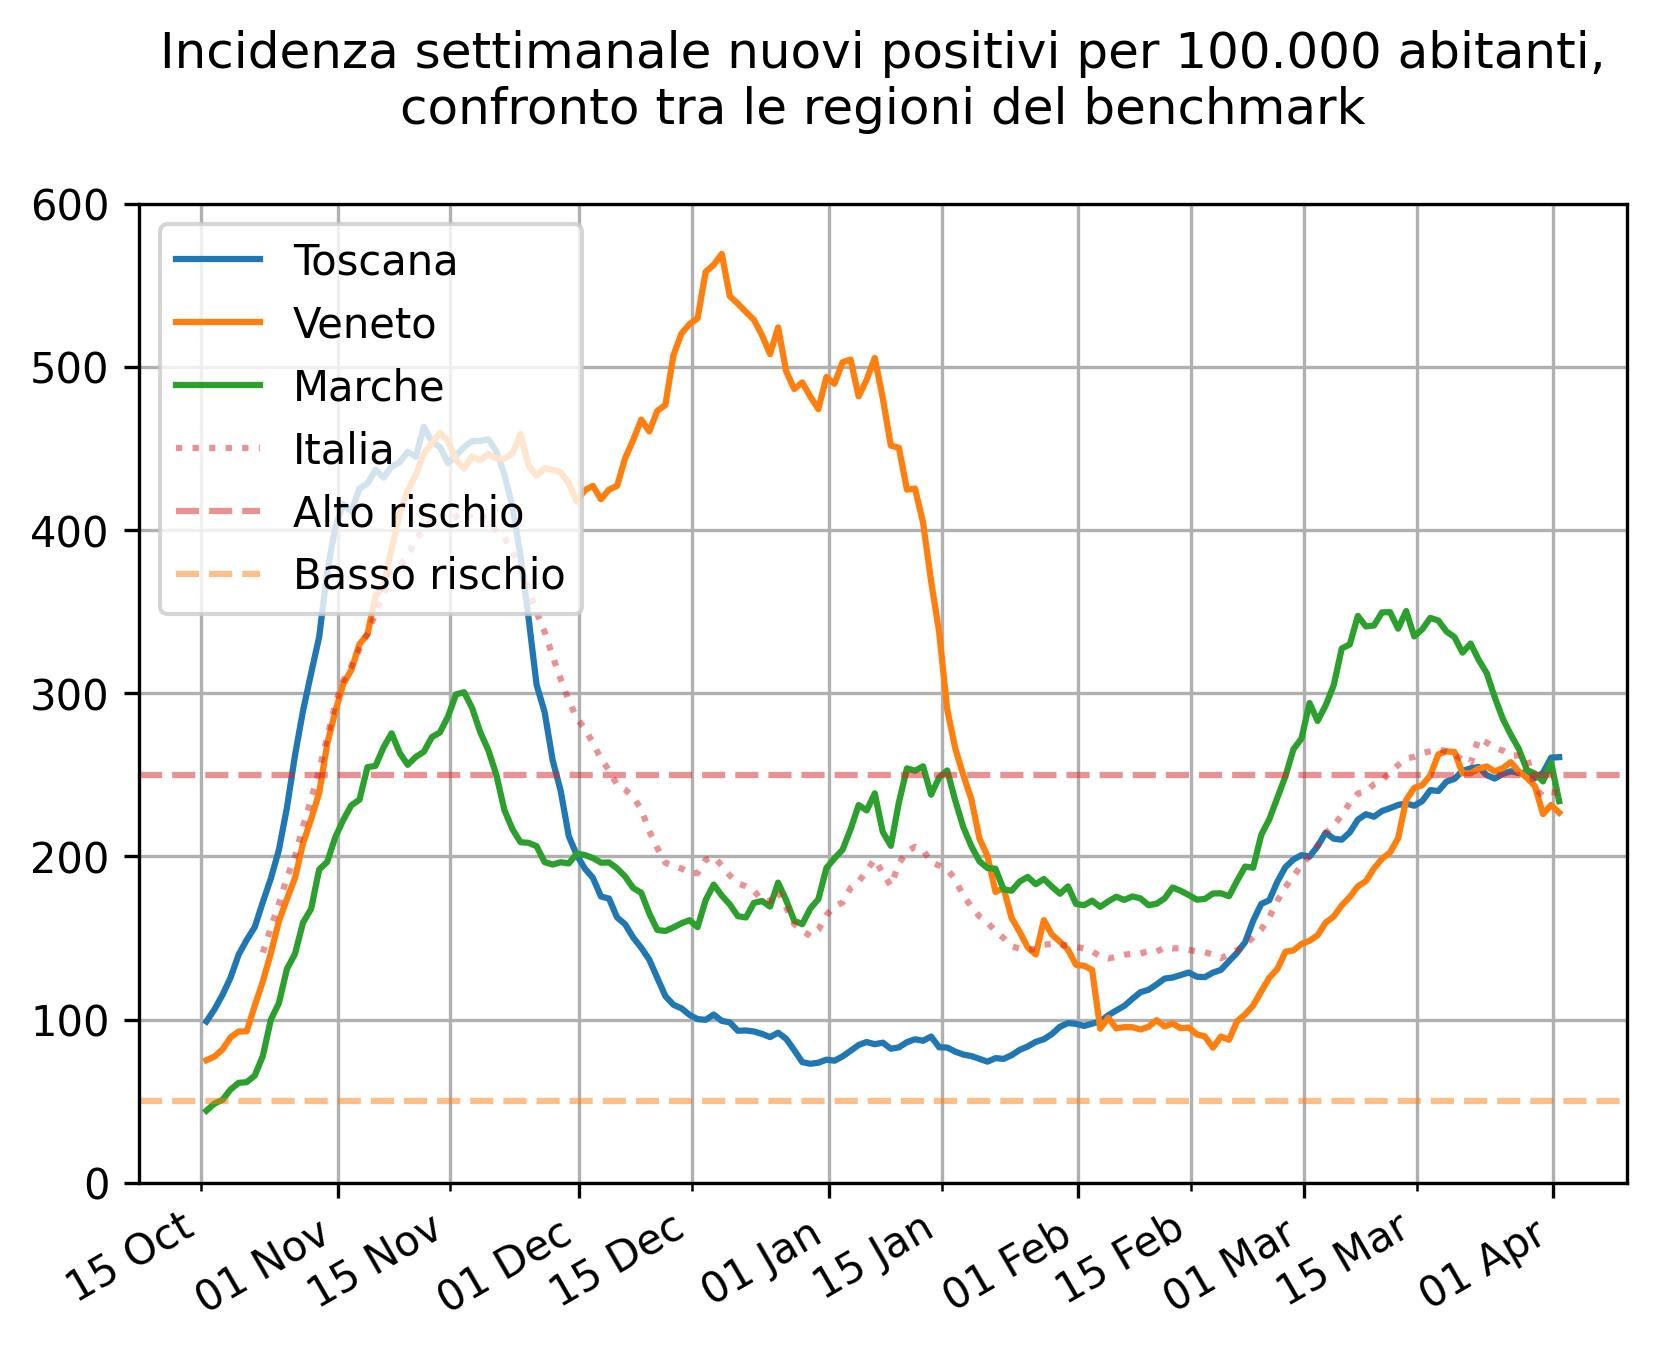 Incidenza settimanale nuovi positivi per 100.000 abitanti,
confronto tra le regioni del benchmark
600
500
400
300
200
100
0
Toscana
Veneto
Marche
Italia
Alto rischio
Basso rischio
15 Oct
01 Nov
15 Nov
01 Dec
15 Dec
01 Jan
15 Jan
01 Feb
15 Feb
01 Mar
15 Mar
01 Apr